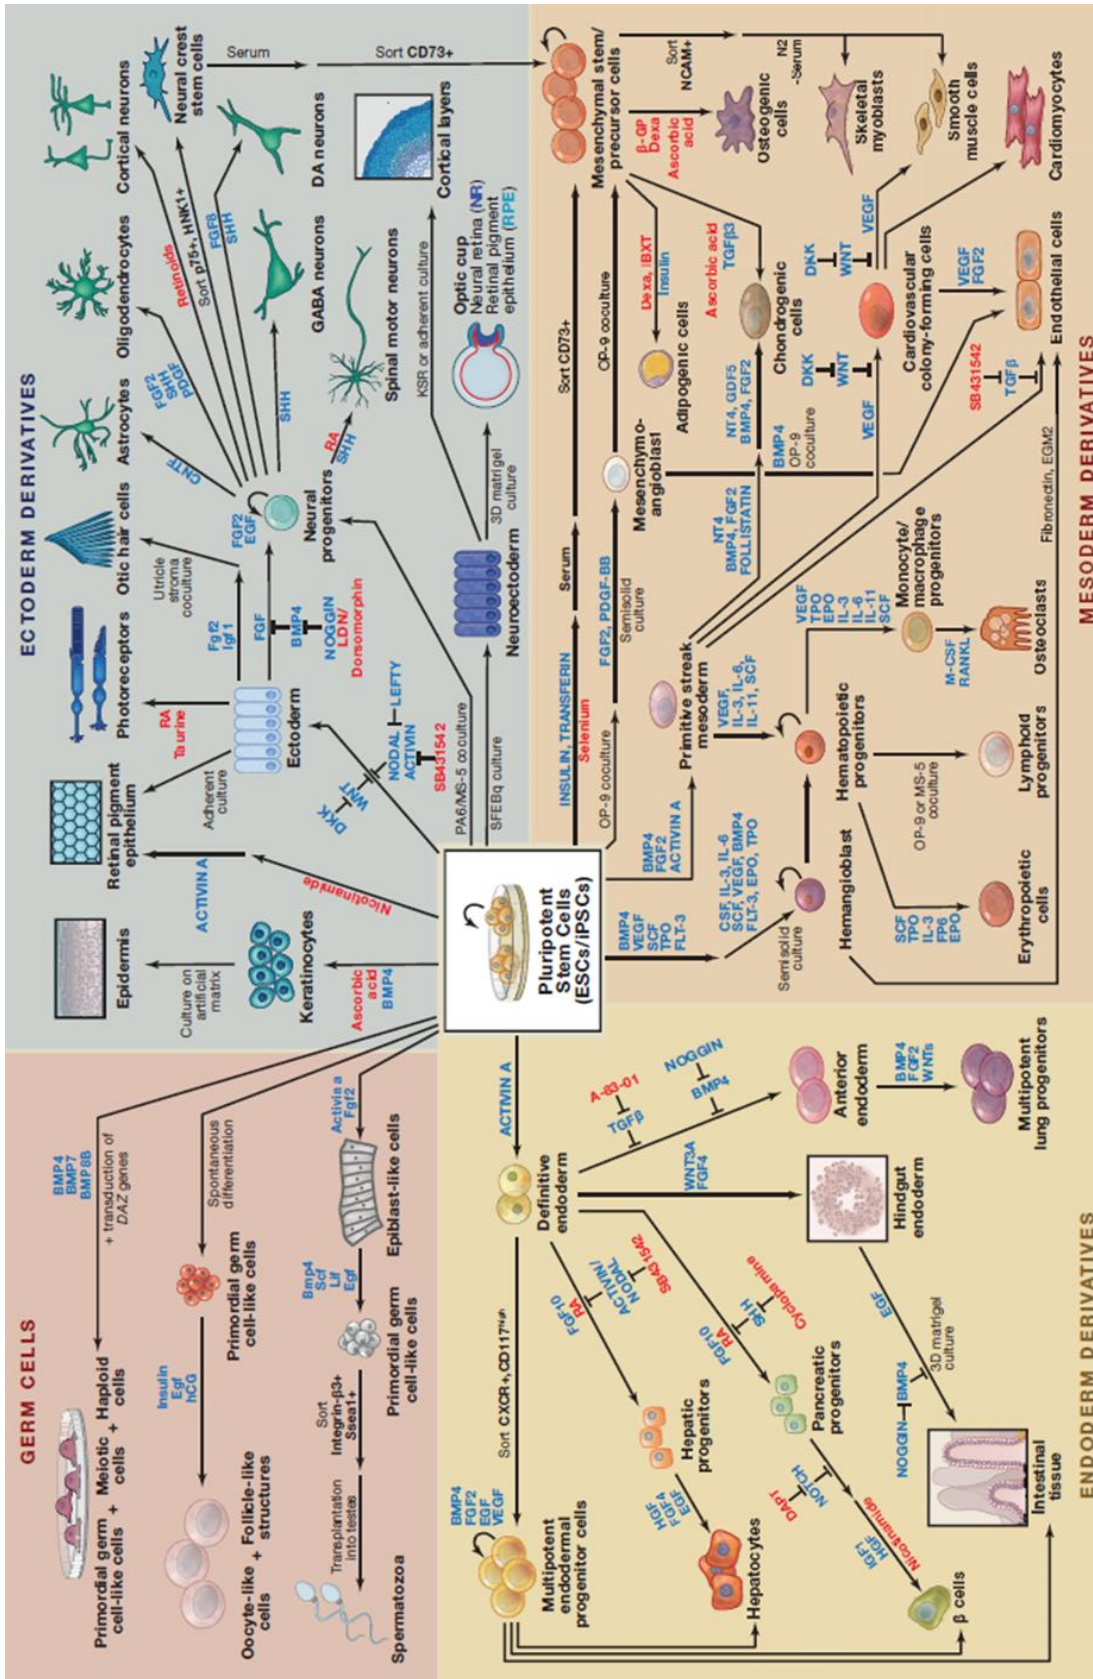 GERM CELLS
Primordial germ
cell-like cells
+
Meiotic
cells
+
Haploid
cells
BMP4
BMP7
BMP8B
+ transduction of
DAZ genes
Spontaneous
differentiation
Primordial germ
cell-like cells
Insulin
Egf
hCG
Oocyte-like
cells
+
Follicle-like
structures
Activin a
Fgf2
Epiblast-like cells
Bmp4
Scf
Lif
Egf
Primordial germ
cell-like cells
Sort
Integrin-β3+
Ssea1+
Transplantation
into testes
Spermatozoa
ECTODERM DERIVATIVES
Epidermis
Culture on
artificial
matrix
Keratinocytes
Ascorbic
acid
BMP4
Retinal pigment
epithelium
ACTIVIN A
Nicotinamide
Adherent
culture
Photoreceptors
RA
Taurine
Otic hair cells
Utricle
stroma
coculture
Fgf2
Igf1
Ectoderm
DKK
WNT
NODAL
ACTIVIN
LEFTY
SB431542
FGF
BMP4
NOGGIN
LDN/
Dorsomorphin
FGF2
EGF
Neural
progenitors
Astrocytes
CNTF
Oligodendrocytes
FGF2
SHH
PDGF
Cortical neurons
Retinoids
Neural crest
stem cells
Sort p75+, HNK1+
Serum
Sort CD73+
DA neurons
FGF8
SHH
GABA neurons
SHH
Spinal motor neurons
RA
SHH
PA6/MS-5 coculture
SFEBq culture
Neuroectoderm
3D matrigel
culture
KSR or adherent culture
Cortical layers
Optic cup
Neural retina (NR)
Retinal pigment
epithelium (RPE)
Pluripotent
Stem Cells
(ESCs/iPSCs)
MESODERM DERIVATIVES
INSULIN, TRANSFERIN
Selenium
Serum
Sort CD73+
Mesenchymal stem/
precursor cells
OP-9 coculture
FGF2, PDGF-BB
Semisolid
culture
Mesenchymo-
angioblast
OP-9 coculture
Sort
NCAM+
N2
-Serum
β-GP
Dexa
Ascorbic
acid
Osteogenic
cells
Skeletal
myoblasts
Smooth
muscle cells
Cardiomyocytes
Dexa, IBXT
Insulin
Adipogenic cells
Ascorbic acid
TGFβ3
Chondrogenic
cells
BMP4
FGF2
ACTIVIN A
Primitive streak
mesoderm
NT4
BMP4, FGF2
FOLLISTATIN
NT4, GDF5
BMP4, FGF2
BMP4
OP-9
coculture
VEGF
DKK
WNT
Cardiovascular
colony-forming cells
DKK
WNT
VEGF
VEGF
FGF2
SB431542
TGFβ
Endothelial cells
Fibronectin, EGM2
BMP4
VEGF
SCF
TPO
FLT-3
CSF, IL-3, IL-6
SCF, VEGF, BMP4
FLT-3, EPO, TPO
Semisolid
culture
Hemangioblast
VEGF,
IL-3, IL-6,
IL-11, SCF
Hematopoietic
progenitors
VEGF
TPO
EPO
IL-3
IL-6
IL-11
SCF
Monocyte/
macrophage
progenitors
M-CSF
RANKL
Osteoclasts
OP-9 or MS-5
coculture
Lymphoid
progenitors
SCF
TPO
IL-3
FP6
EPO
Erythropoietic
cells
ENDODERM DERIVATIVES
ACTIVIN A
Definitive
endoderm
Sort CXCR+,CD117high
BMP4
FGF2
EGF
VEGF
Multipotent
endodermal
progenitor cells
FGF10
RA
ACTIVIN/
NODAL
SB431542
Hepatic
progenitors
HGF
FGF4
EGF
Hepatocytes
FGF10
RA
SHH
Cyclopamine
Pancreatic
progenitors
DAPT
NOTCH
IGF1
HGF
Nicotinamide
β cells
WNT3A
FGF4
Hindgut
endoderm
EGF
3D matrigel
culture
NOGGIN
BMP4
Intestinal
tissue
A-83-01
TGFβ
NOGGIN
BMP4
Anterior
endoderm
BMP4
FGF2
WNTs
Multipotent
lung progenitors